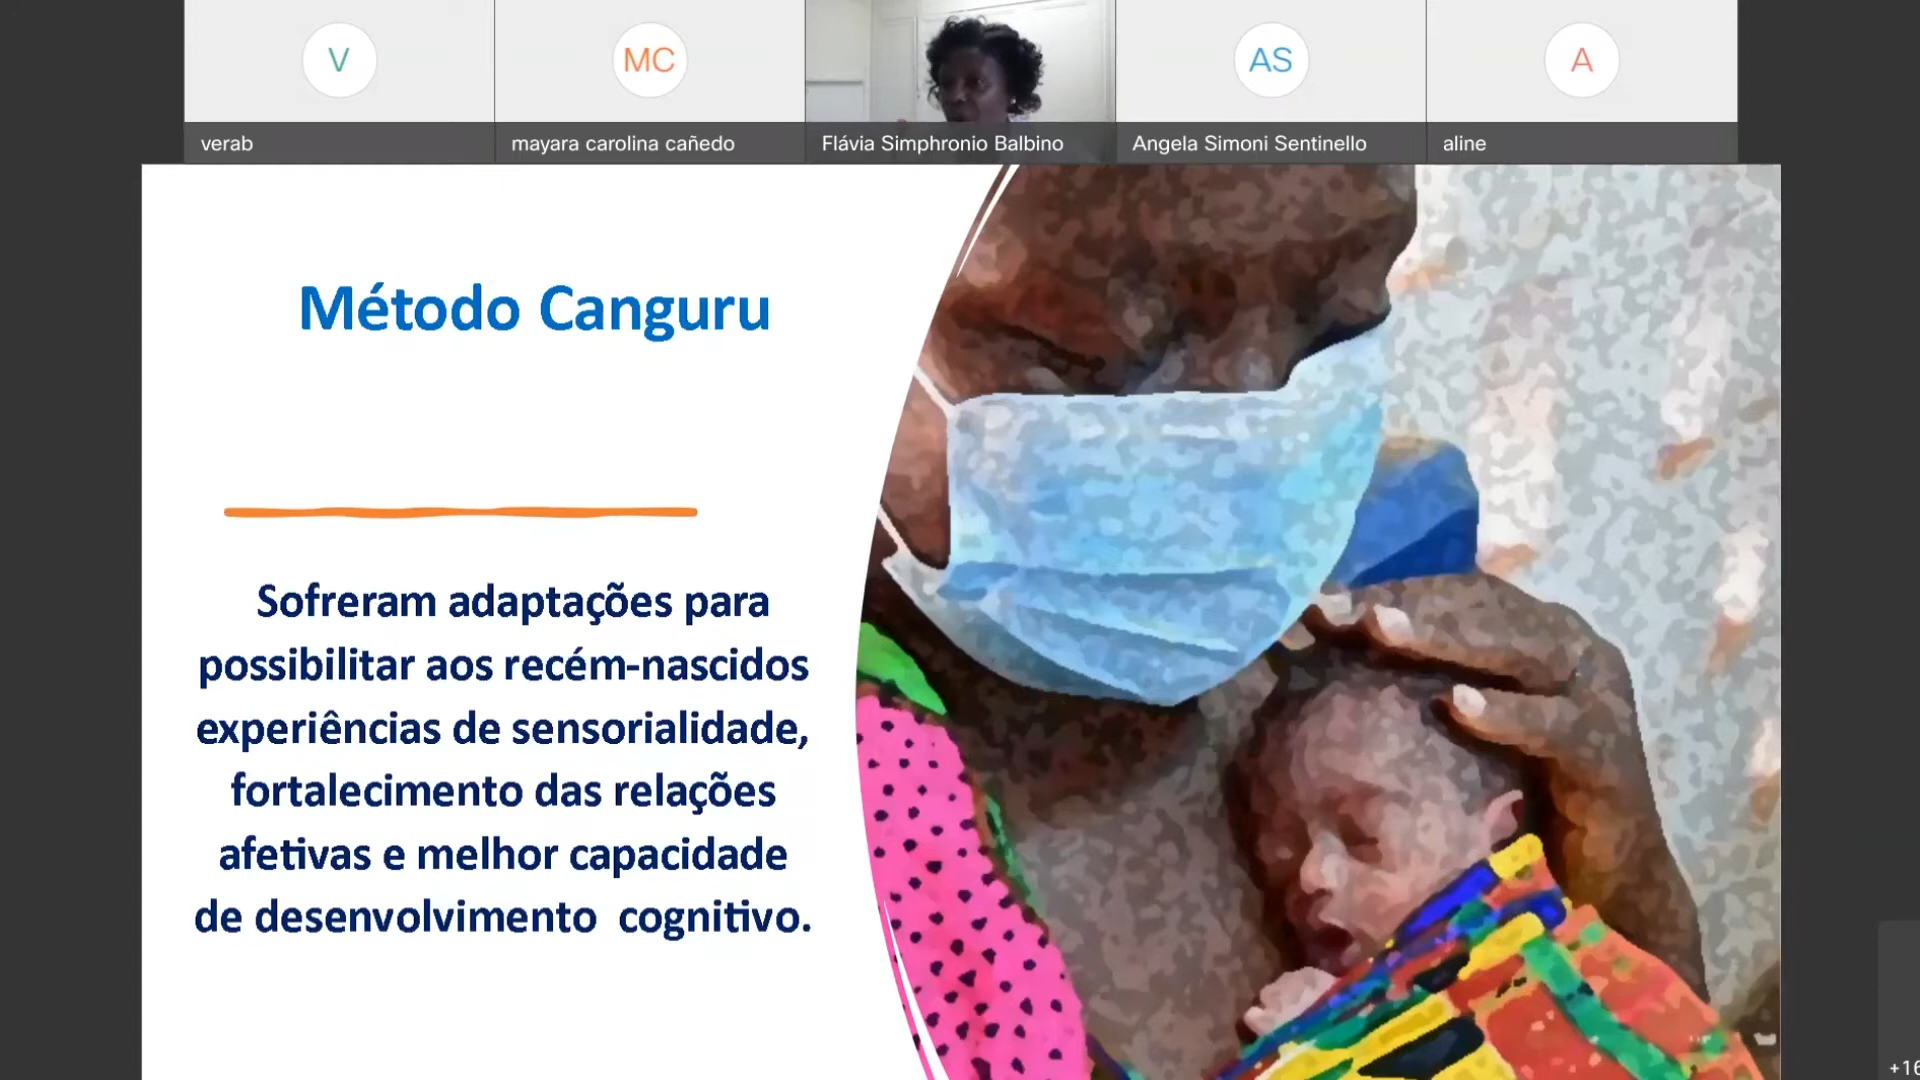 V
MC
AS
A
verab
mayara carolina cañedo
Flávia Simphronio Balbino
Angela Simoni Sentinello
aline
Método Canguru
Sofreram adaptações para
possibilitar aos recém-nascidos
experiências de sensorialidade,
fortalecimento das relações
afetivas e melhor capacidade
de desenvolvimento cognitivo.